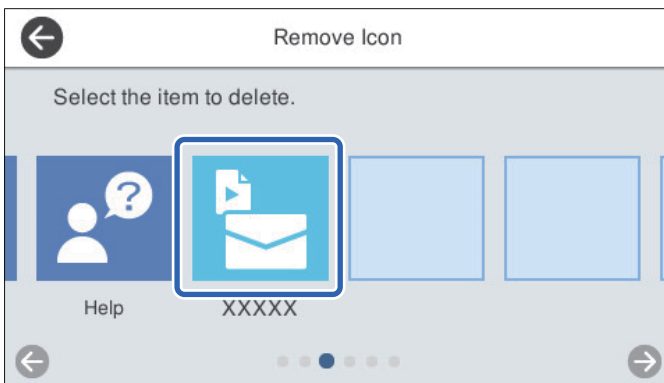 Remove Icon
Select the item to delete.
?
Help
XXXXX